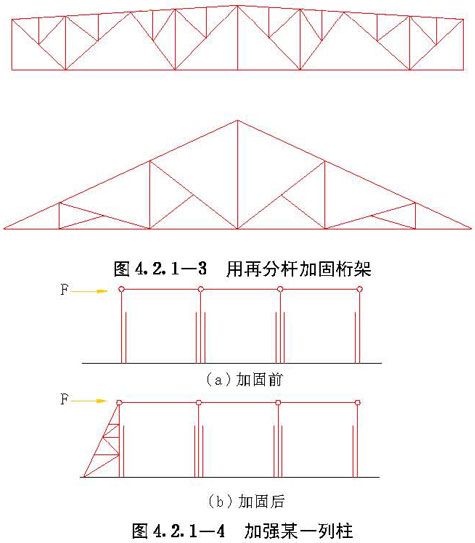 图4.2.1—3 用再分杆加固桁架
F
(a)加固前
F
(b)加固后
图4.2.1—4 加强某一列柱